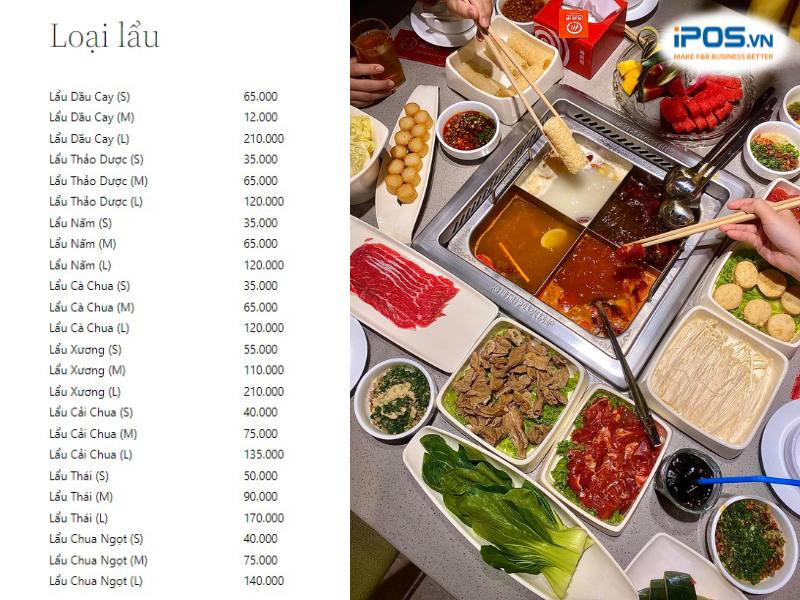 Loại lẩu
Lẩu Dầu Cay (S) 65.000
Lẩu Dầu Cay (M) 12.000
Lẩu Dầu Cay (L) 210.000
Lẩu Thảo Dược (S) 35.000
Lẩu Thảo Dược (M) 65.000
Lẩu Thảo Dược (L) 120.000
Lẩu Nấm (S) 35.000
Lẩu Nấm (M) 65.000
Lẩu Nấm (L) 120.000
Lẩu Cà Chua (S) 35.000
Lẩu Cà Chua (M) 65.000
Lẩu Cà Chua (L) 120.000
Lẩu Xương (S) 55.000
Lẩu Xương (M) 110.000
Lẩu Xương (L) 210.000
Lẩu Cải Chua (S) 40.000
Lẩu Cải Chua (M) 75.000
Lẩu Cải Chua (L) 135.000
Lẩu Thái (S) 50.000
Lẩu Thái (M) 90.000
Lẩu Thái (L) 170.000
Lẩu Chua Ngọt (S) 40.000
Lẩu Chua Ngọt (M) 75.000
Lẩu Chua Ngọt (L) 140.000
iPOS.VN
MAKE F&B BUSINESS BETTER